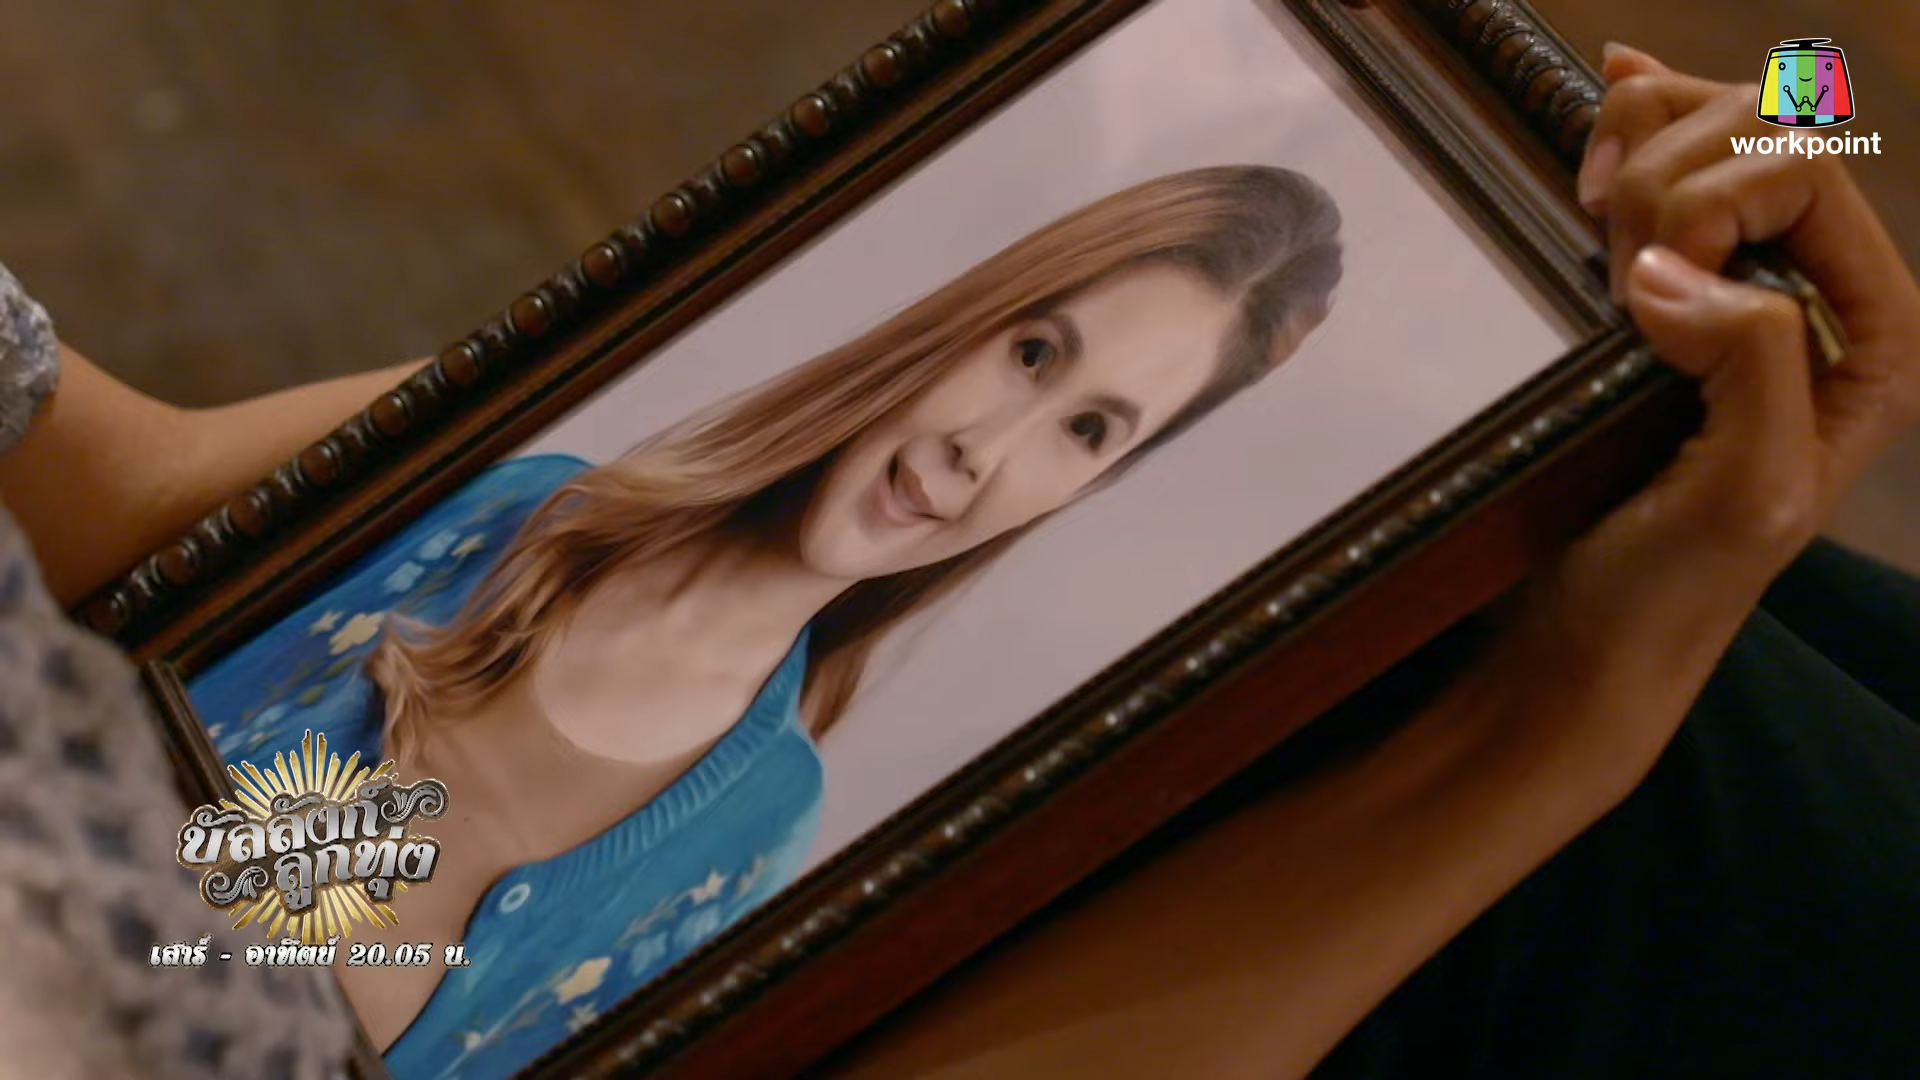 workpoint
บัลลังก์
ลูกทุ่ง
เสาร์ - อาทิตย์ 20.05 น.